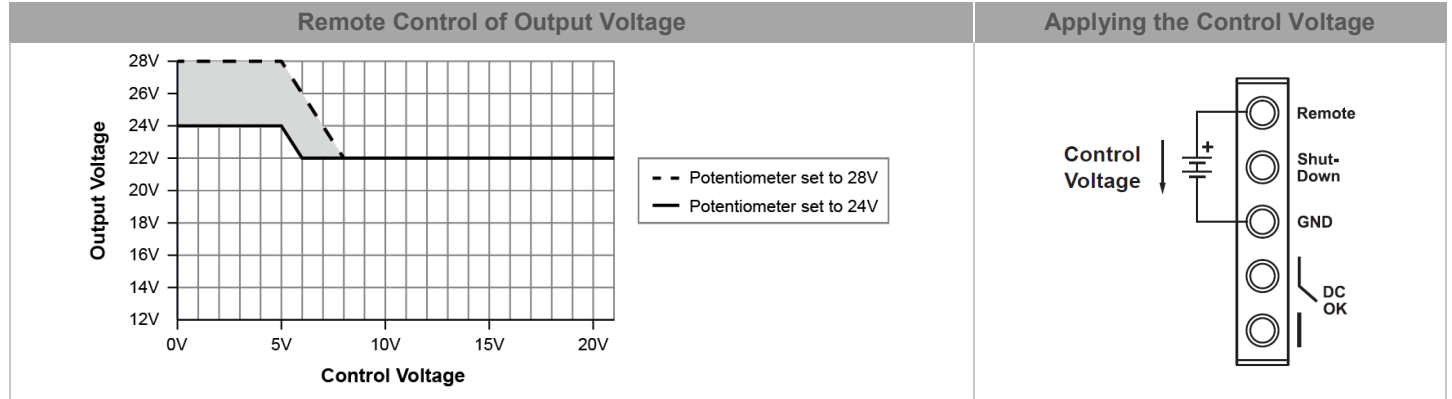 Remote Control of Output Voltage
Applying the Control Voltage
28V
26V
24V
22V
20V
18V
16V
14V
12V
Output Voltage
0V
5V
10V
15V
20V
Control Voltage
Potentiometer set to 28V
Potentiometer set to 24V
Control
Voltage
+
Remote
Shut-
Down
GND
DC
OK